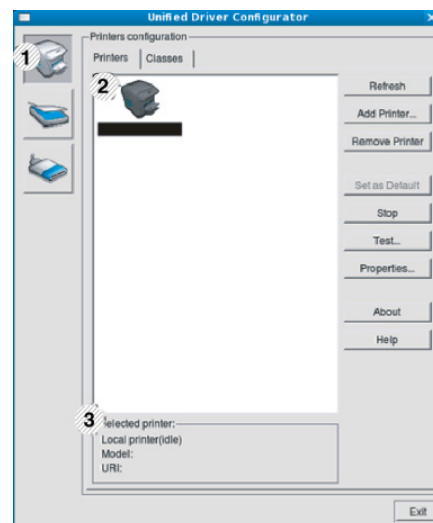 Unified Driver Configurator
Printers configuration
1
Printers
Classes
2
Refresh
Add Printer...
Remove Printer
Set as Default
Stop
Test...
Properties...
About
Help
3
Selected printer:
Local printer(idle)
Model:
URI:
Exit